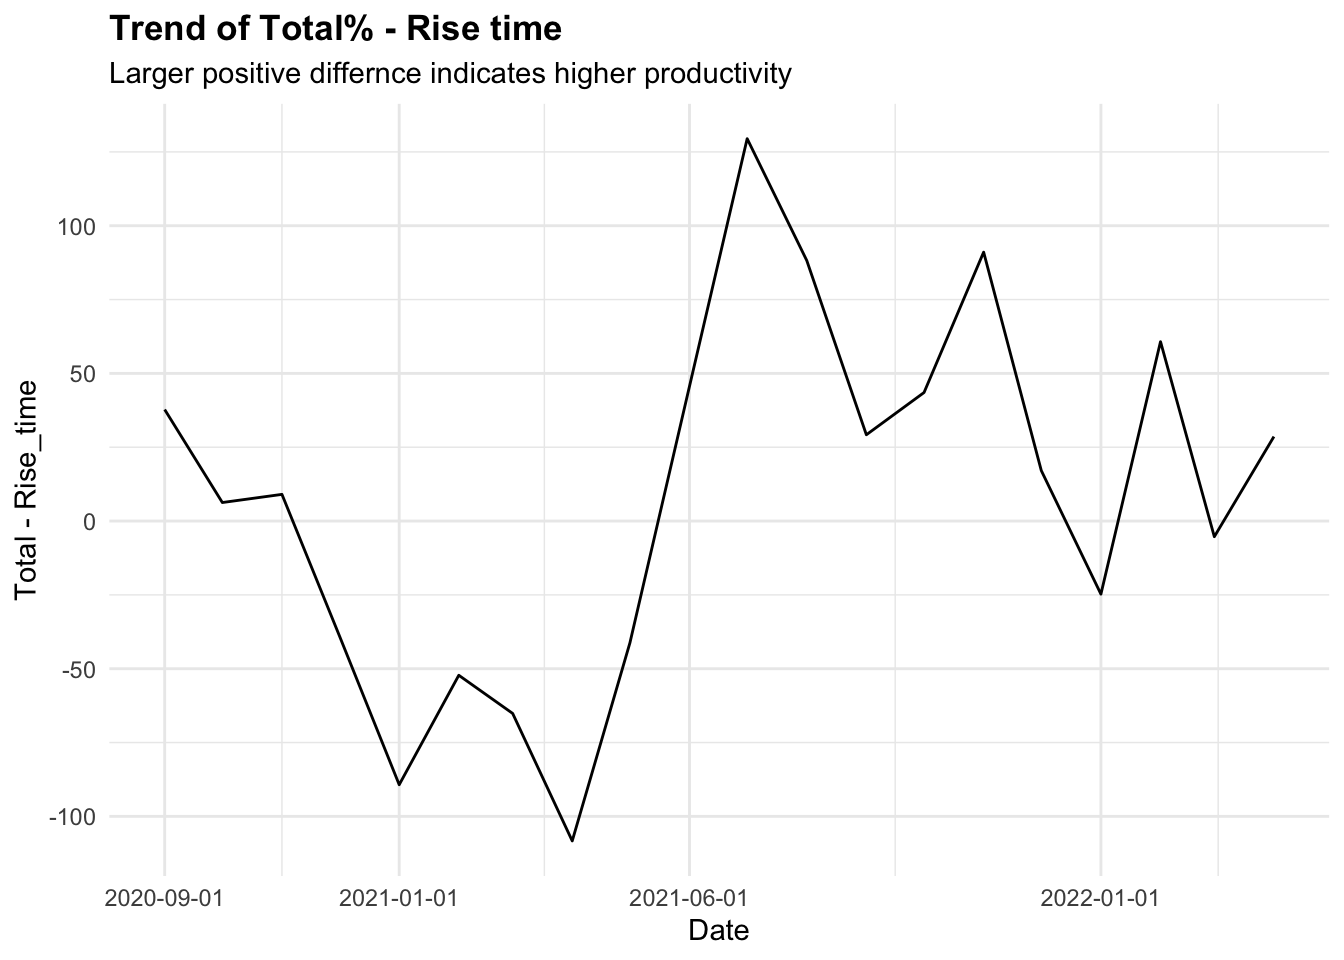 Trend of Total% - Rise time
Larger positive differnce indicates higher productivity
Total - Rise_time
100
50
0
-50
-100
2020-09-01
2021-01-01
2021-06-01
2022-01-01
Date